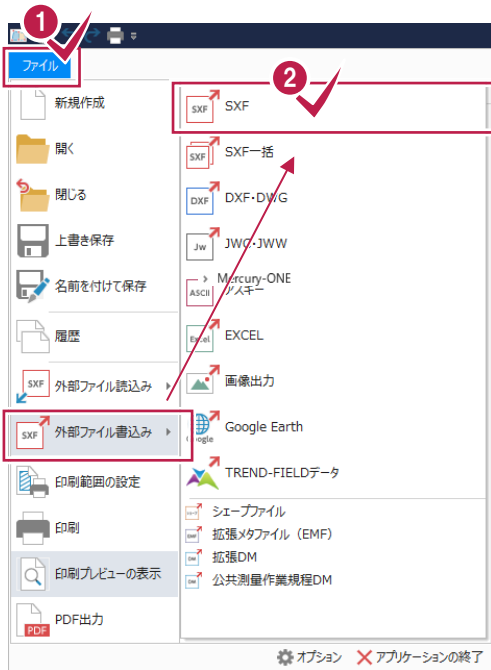 1
ファイル
2
新規作成
開く
閉じる
上書き保存
名前を付けて保存
履歴
SXF 外部ファイル読込み
SXF 外部ファイル書込み
印刷範囲の設定
印刷
印刷プレビューの表示
PDF PDF出力
SXF SXF
SXF SXF一括
DXF DXF・DWG
Jw JWC・JWW
ASCII Mercury-ONE
アスキー
Excel EXCEL
画像出力
Google Google Earth
TREND-FIELDデータ
シェープファイル
EMF 拡張メタファイル（EMF）
DM 拡張DM
DM 公共測量作業規程DM
オプション アプリケーションの終了